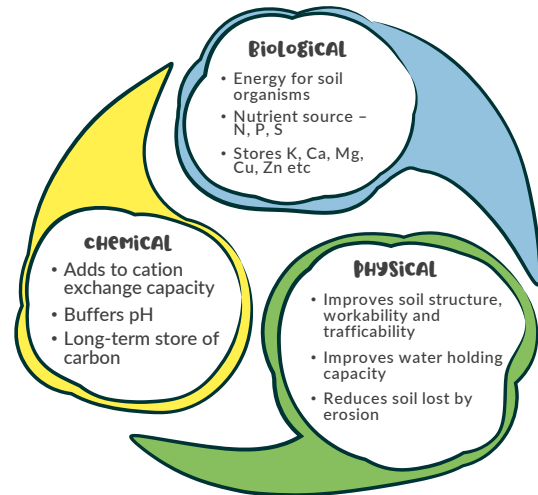 BIOLOGICAL
• Energy for soil
organisms
• Nutrient source –
N, P, S
• Stores K, Ca, Mg,
Cu, Zn etc
CHEMICAL
• Adds to cation
exchange capacity
• Buffers pH
• Long-term store of
carbon
PHYSICAL
• Improves soil structure,
workability and
trafficability
• Improves water holding
capacity
• Reduces soil lost by
erosion